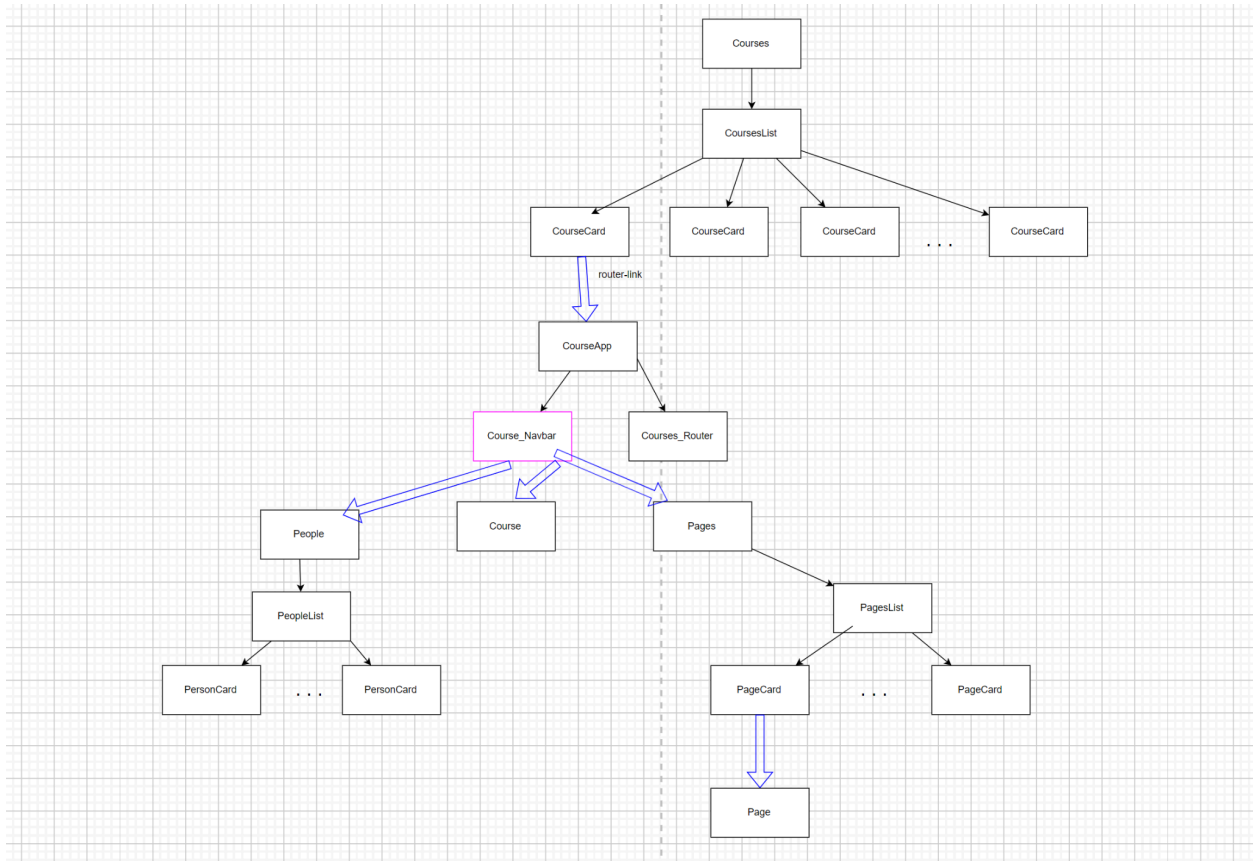 Courses
CoursesList
CourseCard
CourseCard
CourseCard
. . .
CourseCard
router-link
CourseApp
Course_Navbar
Courses_Router
People
Course
Pages
PeopleList
PagesList
PersonCard
. . .
PersonCard
PageCard
. . .
PageCard
Page